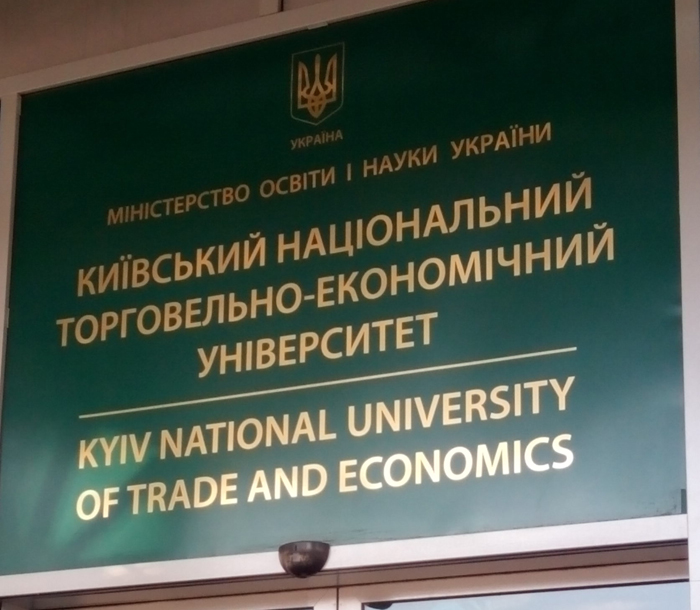 УКРАЇНА
МІНІСТЕРСТВО ОСВІТИ І НАУКИ УКРАЇНИ
КИЇВСЬКИЙ НАЦІОНАЛЬНИЙ
ТОРГОВЕЛЬНО-ЕКОНОМІЧНИЙ
УНІВЕРСИТЕТ
KYIV NATIONAL UNIVERSITY
OF TRADE AND ECONOMICS